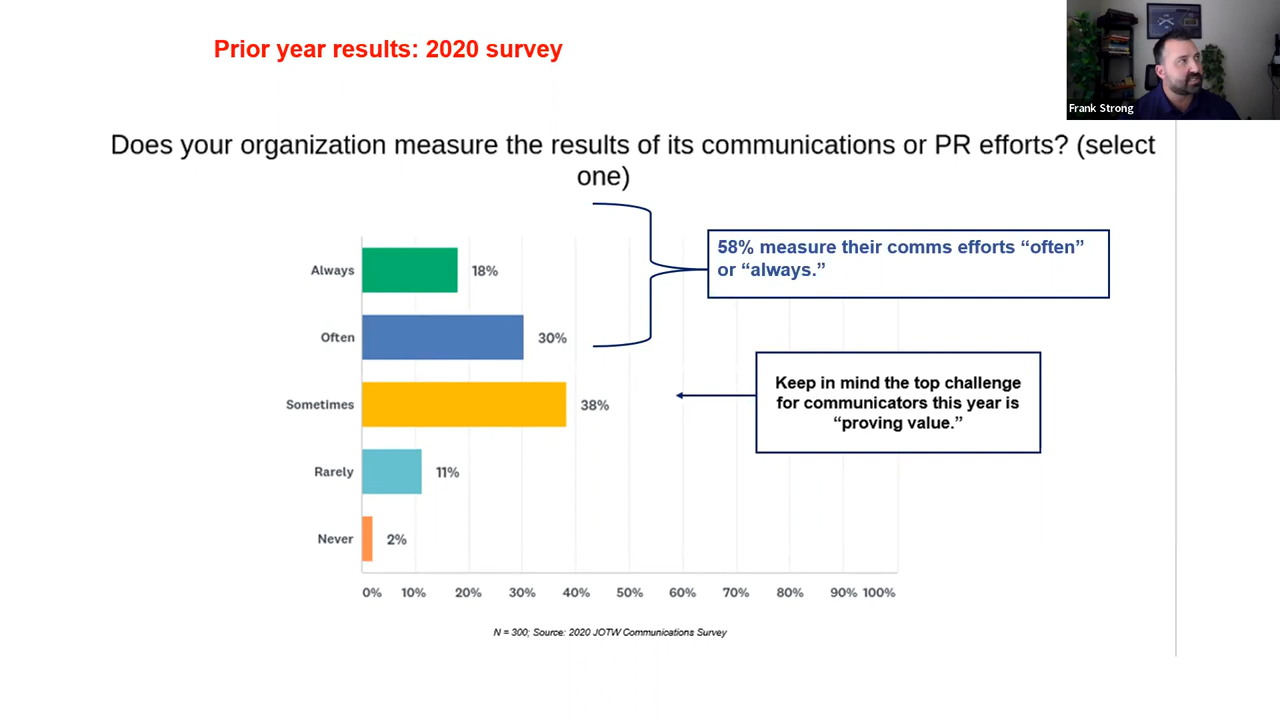 Prior year results: 2020 survey
Frank Strong
Does your organization measure the results of its communications or PR efforts? (select
one)
58% measure their comms efforts “often”
or “always.”
Always 18%
Often 30%
Sometimes 38%
Rarely 11%
Never 2%
Keep in mind the top challenge
for communicators this year is
“proving value.”
0% 10% 20% 30% 40% 50% 60% 70% 80% 90% 100%
N = 300; Source: 2020 JOTW Communications Survey